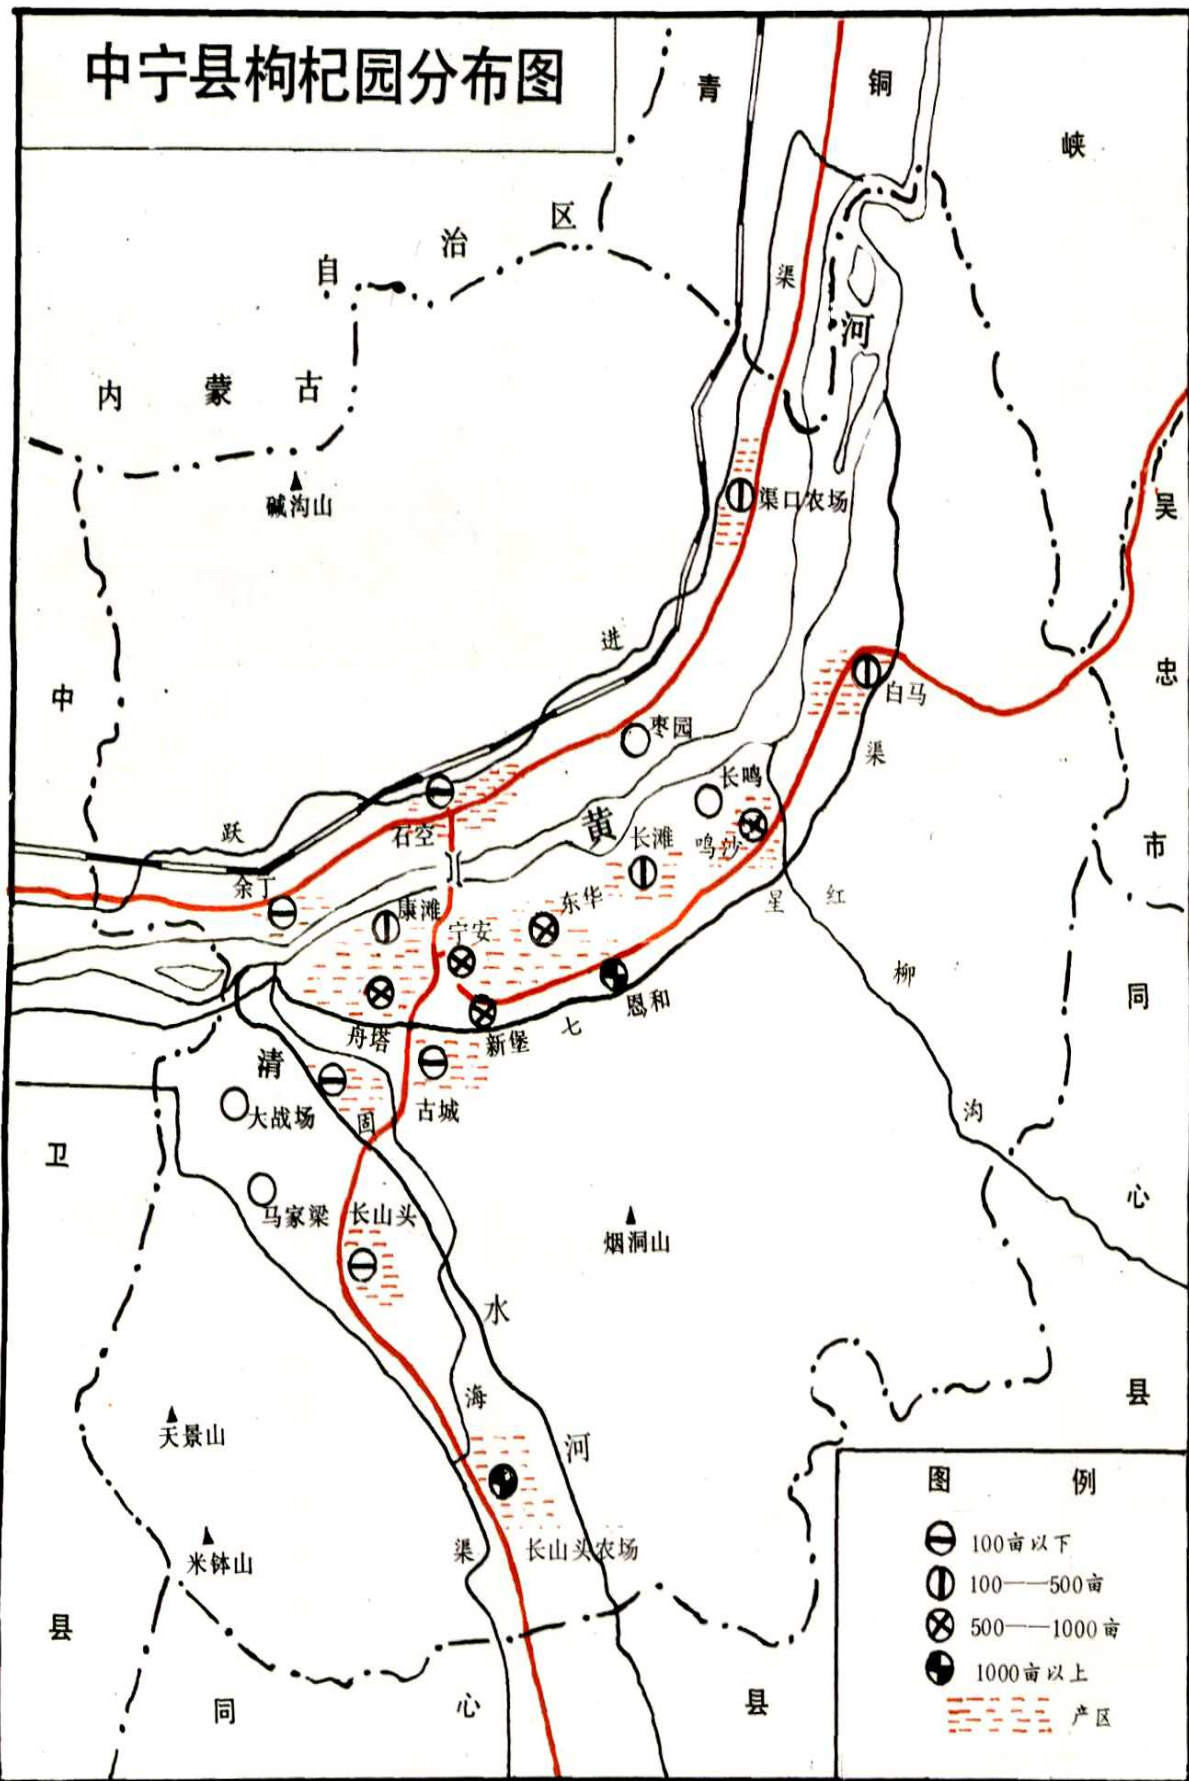 中宁县枸杞园分布图
青
铜
峡
内
蒙
古
自
治
区
渠
河
碱沟山
渠口农场
吴
忠
市
进
中
枣园
白马
渠
长鸣
黄
跃
石空
长滩
鸣沙
余丁
康滩
东华
宁安
星
红
柳
沟
恩和
七
新堡
舟塔
同
心
县
清
大战场
固
古城
卫
马家梁
长山头
烟洞山
水
海
河
天景山
米钵山
渠
长山头农场
县
同
心
县
图 例
100亩以下
100——500亩
500——1000亩
1000亩以上
产区